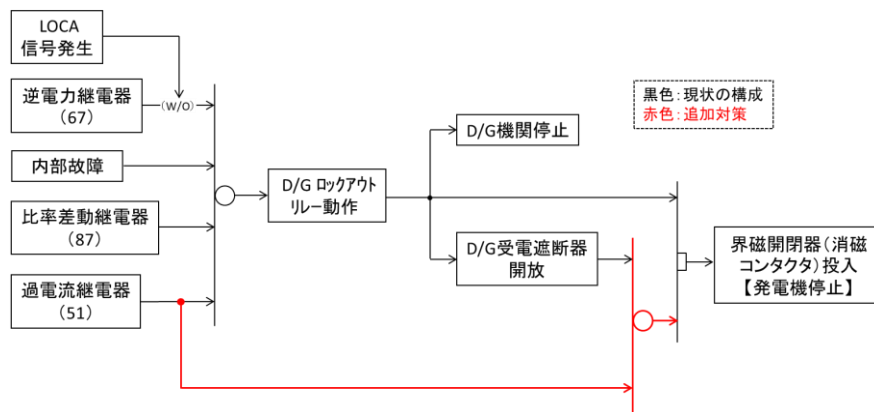 LOCA
信号発生
逆電力継電器
(67)
(W/O)
内部故障
比率差動継電器
(87)
過電流継電器
(51)
D/G ロックアウト
リレー動作
D/G機関停止
D/G受電遮断器
開放
黒色：現状の構成
赤色：追加対策
界磁開閉器（消磁
コンタクタ）投入
【発電機停止】